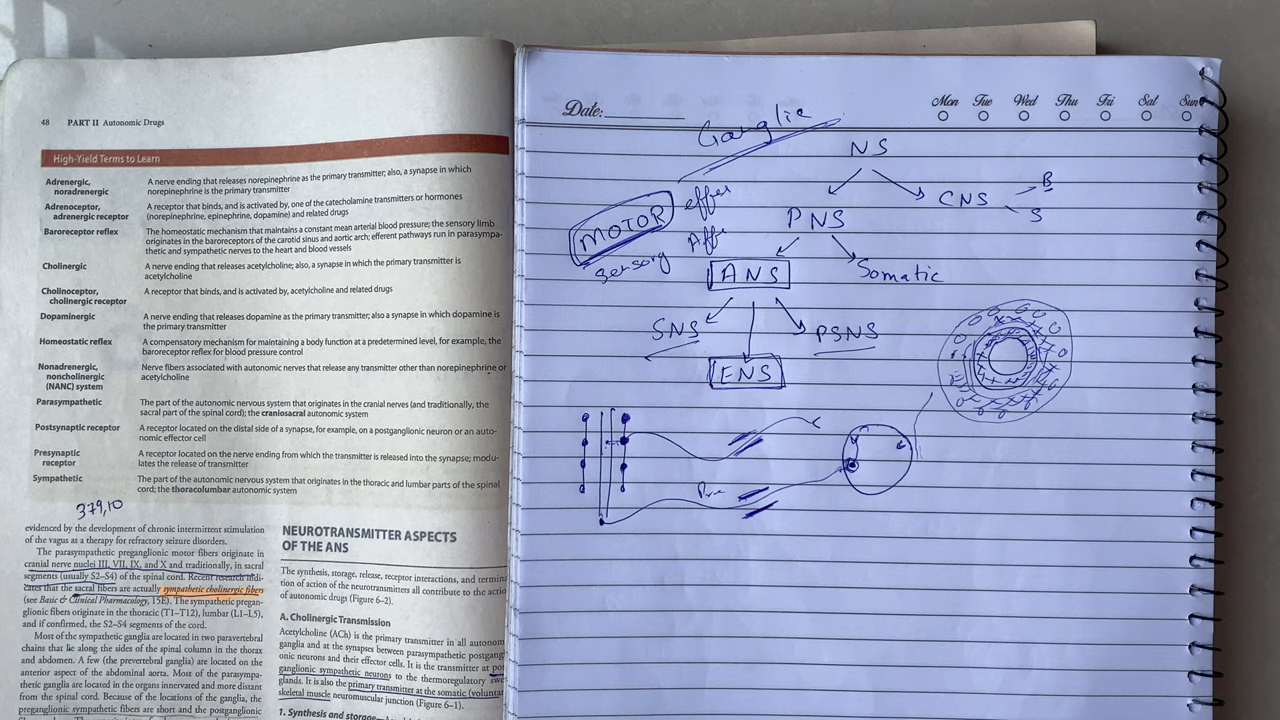 48 PART II Autonomic Drugs
High-Yield Terms to Learn
Adrenergic, noradrenergic
A nerve ending that releases norepinephrine as the primary transmitter; also, a synapse in which
norepinephrine is the primary transmitter
Adrenoceptor, adrenergic receptor
A receptor that binds, and is activated by, one of the catecholamine transmitters or hormones
(norepinephrine, epinephrine, dopamine) and related drugs
Baroreceptor reflex
The homeostatic mechanism that maintains a constant mean arterial blood pressure; the sensory limb
originates in the baroreceptors of the carotid sinus and aortic arch; efferent pathways run in parasympa-
thetic and sympathetic nerves to the heart and blood vessels
Cholinergic
A nerve ending that releases acetylcholine; also, a synapse in which the primary transmitter is
acetylcholine
Cholinoceptor, cholinergic receptor
A receptor that binds, and is activated by, acetylcholine and related drugs
Dopaminergic
A nerve ending that releases dopamine as the primary transmitter; also a synapse in which dopamine is
the primary transmitter
Homeostatic reflex
A compensatory mechanism for maintaining a body function at a predetermined level, for example, the
baroreceptor reflex for blood pressure control
Nonadrenergic, noncholinergic (NANC) system
Nerve fibers associated with autonomic nerves that release any transmitter other than norepinephrine or
acetylcholine
Parasympathetic
The part of the autonomic nervous system that originates in the cranial nerves (and traditionally, the
sacral part of the spinal cord); the craniosacral autonomic system
Postsynaptic receptor
A receptor located on the distal side of a synapse, for example, on a postganglionic neuron or an auto-
nomic effector cell
Presynaptic receptor
A receptor located on the nerve ending from which the transmitter is released into the synapse; modu-
lates the release of transmitter
Sympathetic
The part of the autonomic nervous system that originates in the thoracic and lumbar parts of the spinal
cord; the thoracolumbar autonomic system
379,10
evidenced by the development of chronic intermittent stimulation
of the vagus as a therapy for refractory seizure disorders.
The parasympathetic preganglionic motor fibers originate in
cranial nerve nuclei III, VII, IX, and X and traditionally, in sacral
segments (usually S2–S4) of the spinal cord. Recent research indi-
cates that the sacral fibers are actually sympathetic cholinergic fibers
(see Basic & Clinical Pharmacology, 15E). The sympathetic pregan-
glionic fibers originate in the thoracic (T1–T12), lumbar (L1–L5),
and if confirmed, the S2–S4 segments of the cord.
Most of the sympathetic ganglia are located in two paravertebral
chains that lie along the sides of the spinal column in the thorax
and abdomen. A few (the prevertebral ganglia) are located on the
anterior aspect of the abdominal aorta. Most of the parasympa-
thetic ganglia are located in the organs innervated and more distant
from the spinal cord. Because of the locations of the ganglia, the
preganglionic sympathetic fibers are short and the postganglionic
NEUROTRANSMITTER ASPECTS
OF THE ANS
The synthesis, storage, release, receptor interactions, and termina
tion of action of the neurotransmitters all contribute to the actio
of autonomic drugs (Figure 6–2).
A. Cholinergic Transmission
Acetylcholine (ACh) is the primary transmitter in all autonom
ganglia and at the synapses between parasympathetic postgangl
onic neurons and their effector cells. It is the transmitter at pos
ganglionic sympathetic neurons to the thermoregulatory swe
glands. It is also the primary transmitter at the somatic (voluntar
skeletal muscle) neuromuscular junction (Figure 6–1).
1. Synthesis and storage—
Date:
Mon Tue Wed Thu Fri Sat Sun
Ganglia
NS
PNS
CNS
B
S
MOTOR
effer
Sensory
Affe
ANS
Somatic
SNS
ENS
PSNS